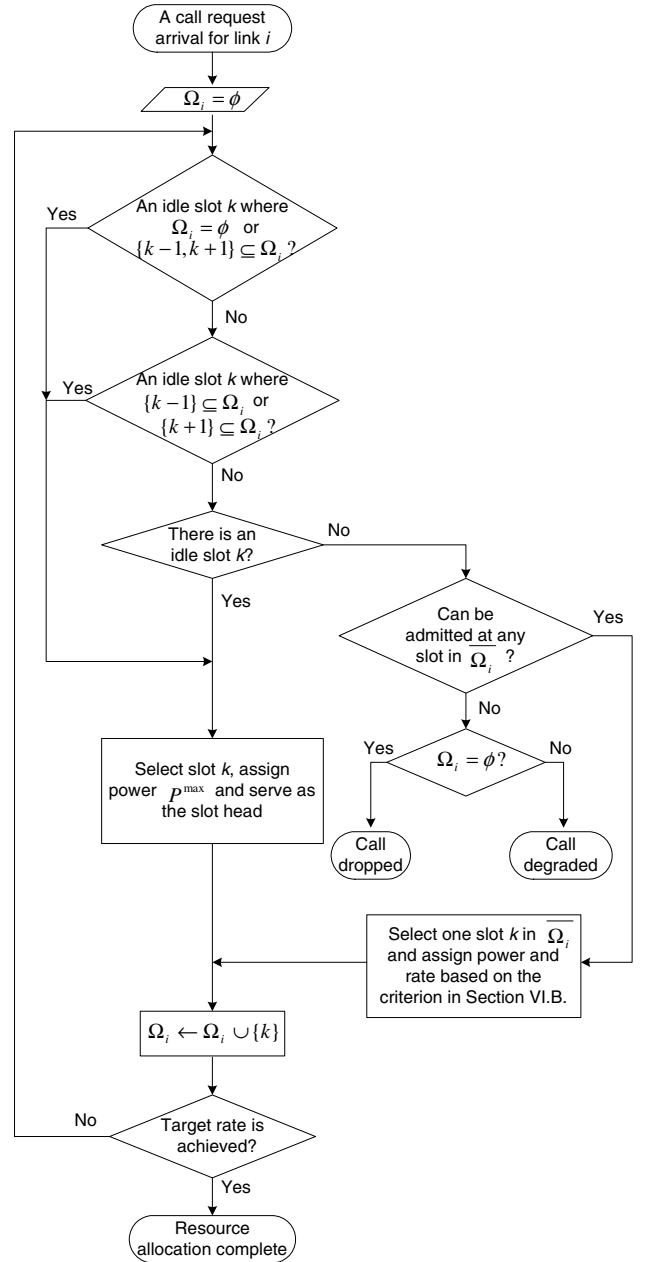 A call request
arrival for link i
Ω_i = ϕ
Yes
An idle slot k where
Ω_i = ϕ or
{k−1, k+1} ⊆ Ω_i ?
No
Yes
An idle slot k where
{k−1} ⊆ Ω_i or
{k+1} ⊆ Ω_i ?
No
There is an
idle slot k?
No
Yes
Can be
admitted at any
slot in \overline{Ω_i} ?
Yes
No
Yes
Ω_i = ϕ ?
No
Select slot k, assign
power P^max and serve as
the slot head
Call
dropped
Call
degraded
Select one slot k in \overline{Ω_i}
and assign power and
rate based on the
criterion in Section VI.B.
Ω_i ← Ω_i ∪ {k}
No
Target rate is
achieved?
Yes
Resource
allocation complete